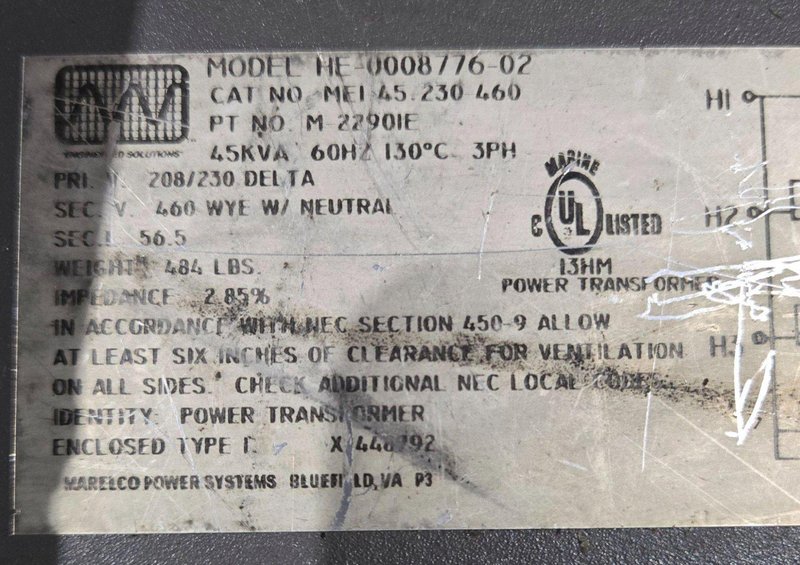 MODEL HE-0008776-02
CAT NO. MEI 45.230 460
PT NO. M-22901E
ENGINEERED SOLUTIONS
45KVA 60HZ 130°C 3PH
PRI. V. 208/230 DELTA
SEC. V. 460 WYE W/ NEUTRAL
SEC. I. 56.5
WEIGHT 484 LBS.
IMPEDANCE 2.85%
IN ACCORDANCE WITH NEC SECTION 450-9 ALLOW
AT LEAST SIX INCHES OF CLEARANCE FOR VENTILATION
ON ALL SIDES. CHECK ADDITIONAL NEC LOCAL CODE
IDENTITY: POWER TRANSFORMER
ENCLOSED TYPE
MARELCO POWER SYSTEMS BLUEFIELD, VA P3
MARINE
C UL LISTED
13HM
POWER TRANSFORMER
H1
H2
H3